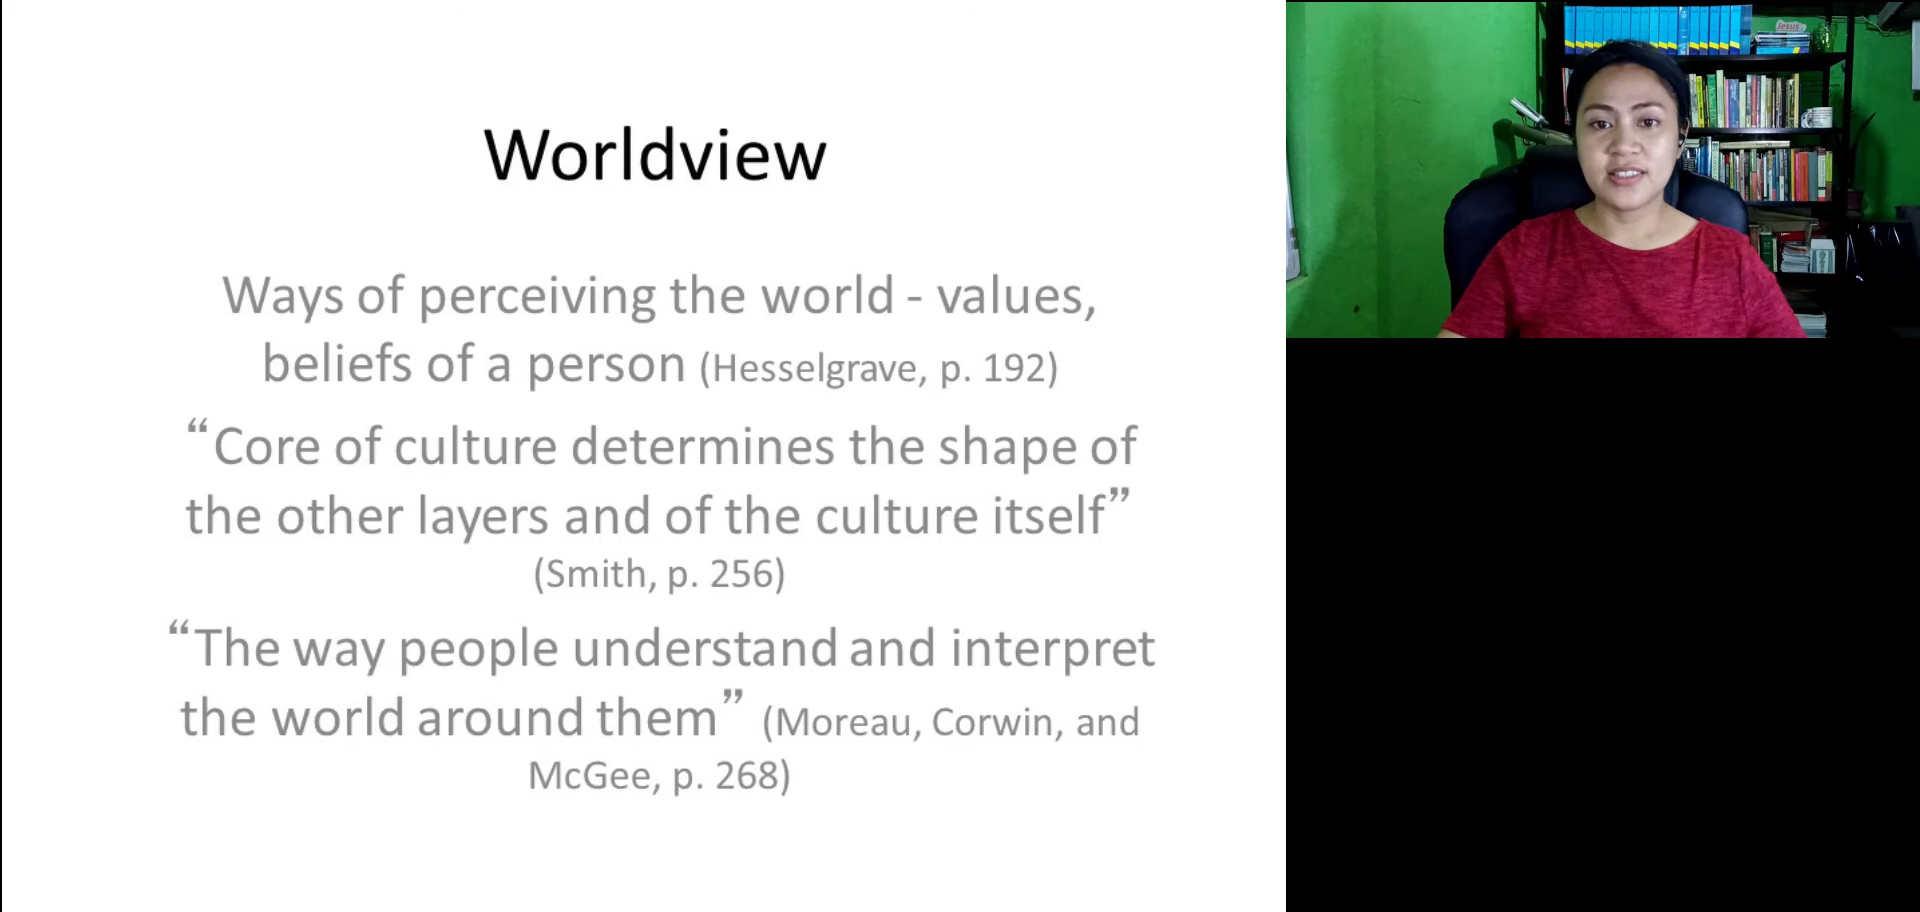 Worldview
Ways of perceiving the world - values,
beliefs of a person (Hesselgrave, p. 192)
“Core of culture determines the shape of
the other layers and of the culture itself”
(Smith, p. 256)
“The way people understand and interpret
the world around them” (Moreau, Corwin, and
McGee, p. 268)
Jesus